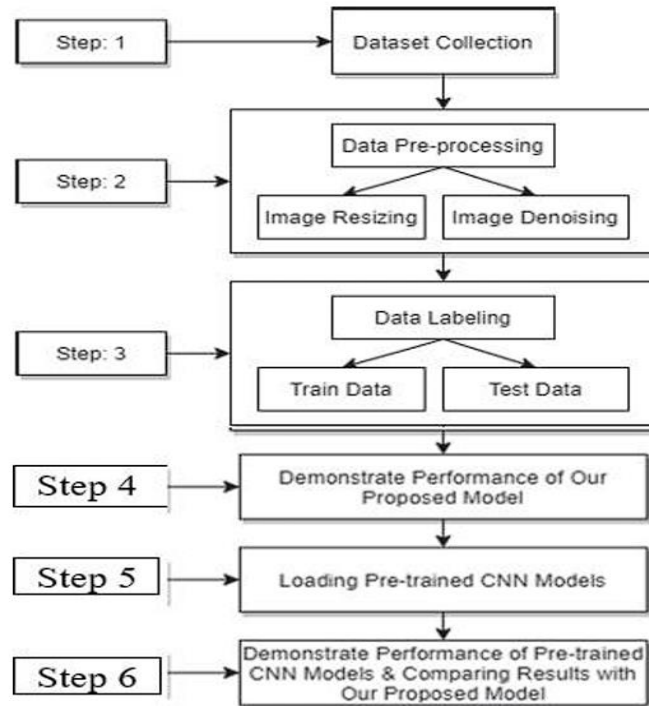 Step: 1
Dataset Collection
Step: 2
Data Pre-processing
Image Resizing
Image Denoising
Step: 3
Data Labeling
Train Data
Test Data
Step 4
Demonstrate Performance of Our
Proposed Model
Step 5
Loading Pre-trained CNN Models
Step 6
Demonstrate Performance of Pre-trained
CNN Models & Comparing Results with
Our Proposed Model